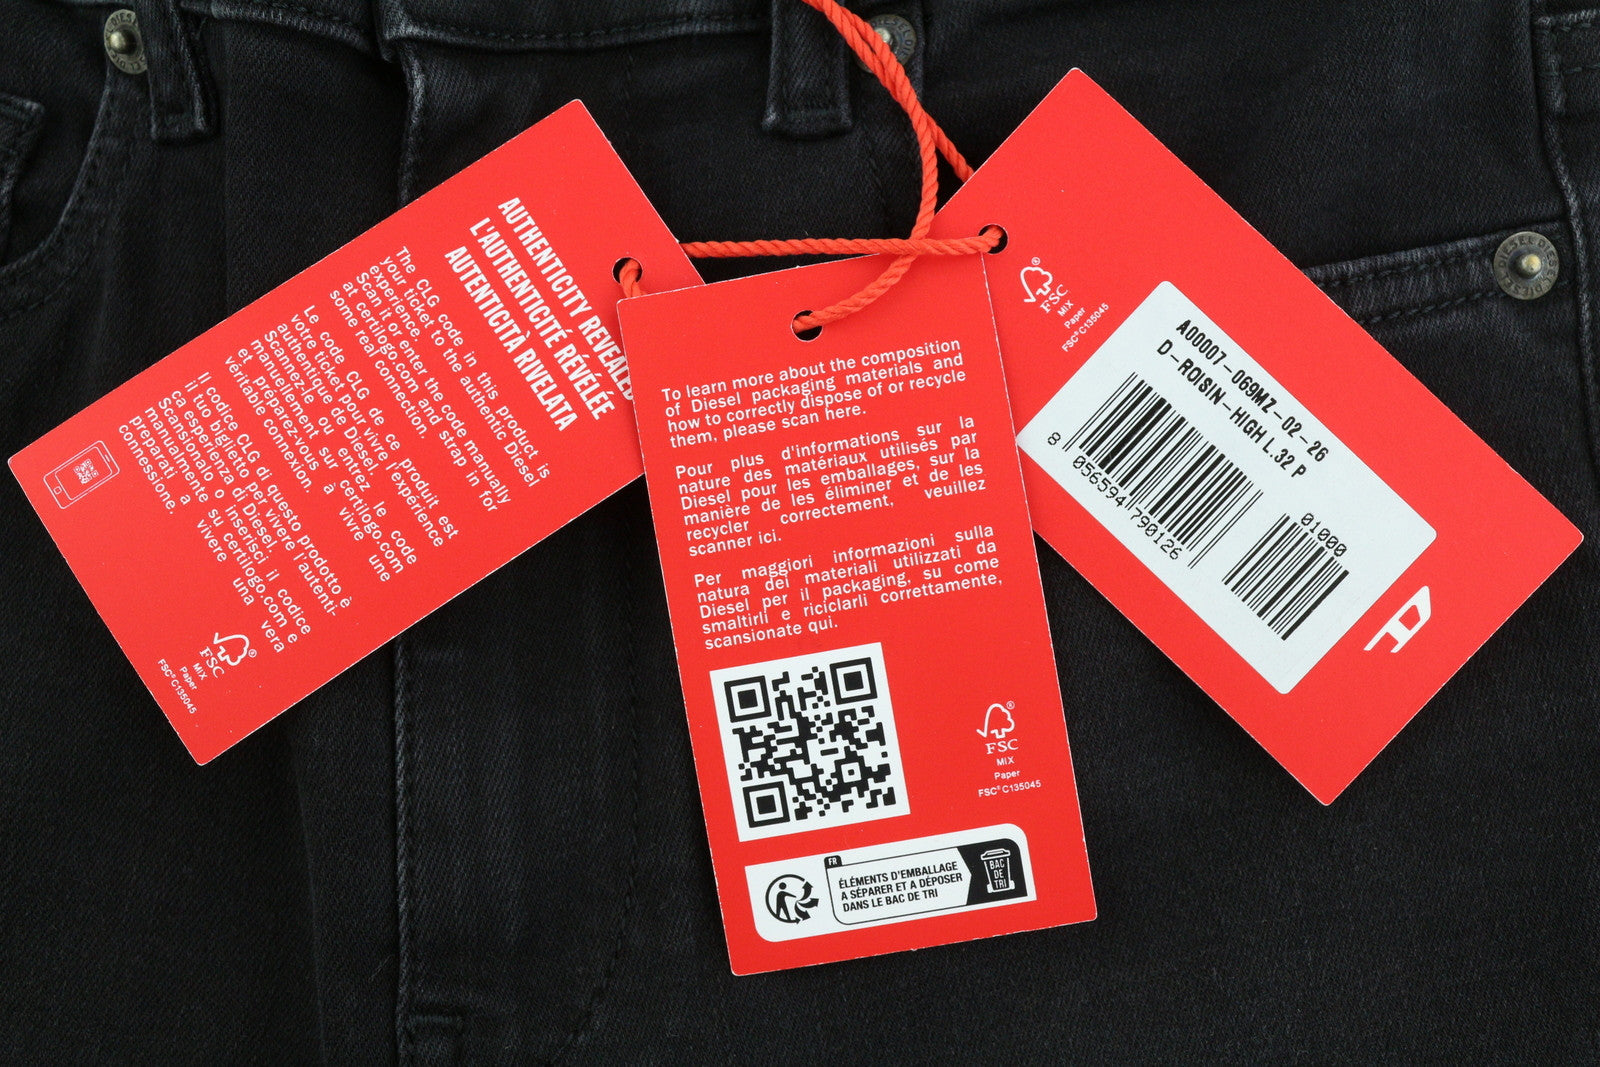 AUTHENTICITY REVEALED
L'AUTHENTICITÉ RÉVÉLÉE
AUTENTICITÀ RIVELATA
The CLG code in this product is
your ticket to the authentic Diesel
experience.
Scan it or enter the code manually
at certilogo.com and strap in for
some real connection.
Le code CLG de ce produit est
votre ticket pour vivre l'expérience
authentique de Diesel.
Scannez-le ou entrez le code
manuellement sur certilogo.com
et préparez-vous à vivre une
véritable connexion.
Il codice CLG di questo prodotto è
il tuo biglietto per vivere l'autenti-
ca esperienza di Diesel.
Scansionalo o inserisci il codice
manualmente su certilogo.com e
preparati a vivere una vera
connessione.
FSC
MIX
Paper
FSC® C135045
To learn more about the composition
of Diesel packaging materials and
how to correctly dispose of or recycle
them, please scan here.
Pour plus d'informations sur la
nature des matériaux utilisés par
Diesel pour les emballages, sur la
manière de les éliminer et de les
recycler correctement, veuillez
scanner ici.
Per maggiori informazioni sulla
natura dei materiali utilizzati da
Diesel per il packaging, su come
smaltirli e riciclarli correttamente,
scansionate qui.
FSC
MIX
Paper
FSC® C135045
FR
ÉLÉMENTS D'EMBALLAGE
A SÉPARER ET A DÉPOSER
DANS LE BAC DE TRI
BAC
DE
TRI
FSC
MIX
Paper
FSC® C135045
A00007-069MZ-02-26
D-ROISIN-HIGH L.32 P
8 056594 790126
01000
D
DIESEL